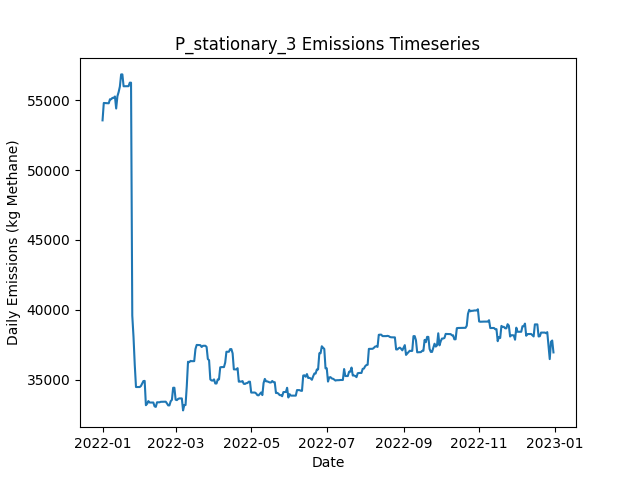 P_stationary_3 Emissions Timeseries
Daily Emissions (kg Methane)
55000
50000
45000
40000
35000
2022-01 2022-03 2022-05 2022-07 2022-09 2022-11 2023-01
Date